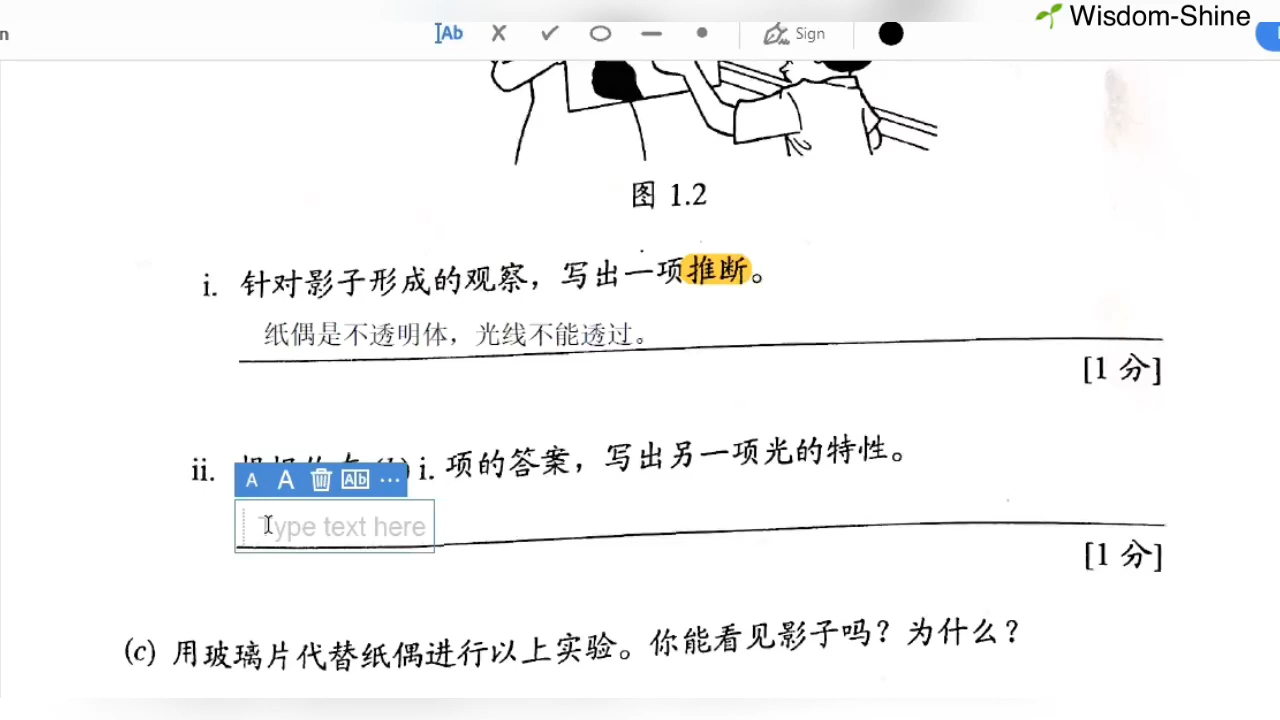 Wisdom-Shine
n
Ab
Sign
图 1.2
i. 针对影子形成的观察，写出一项推断。
纸偶是不透明体，光线不能透过。
[1 分]
ii. i. 项的答案，写出另一项光的特性。
A A Ab ...
Type text here
[1 分]
(c) 用玻璃片代替纸偶进行以上实验。你能看见影子吗？为什么？